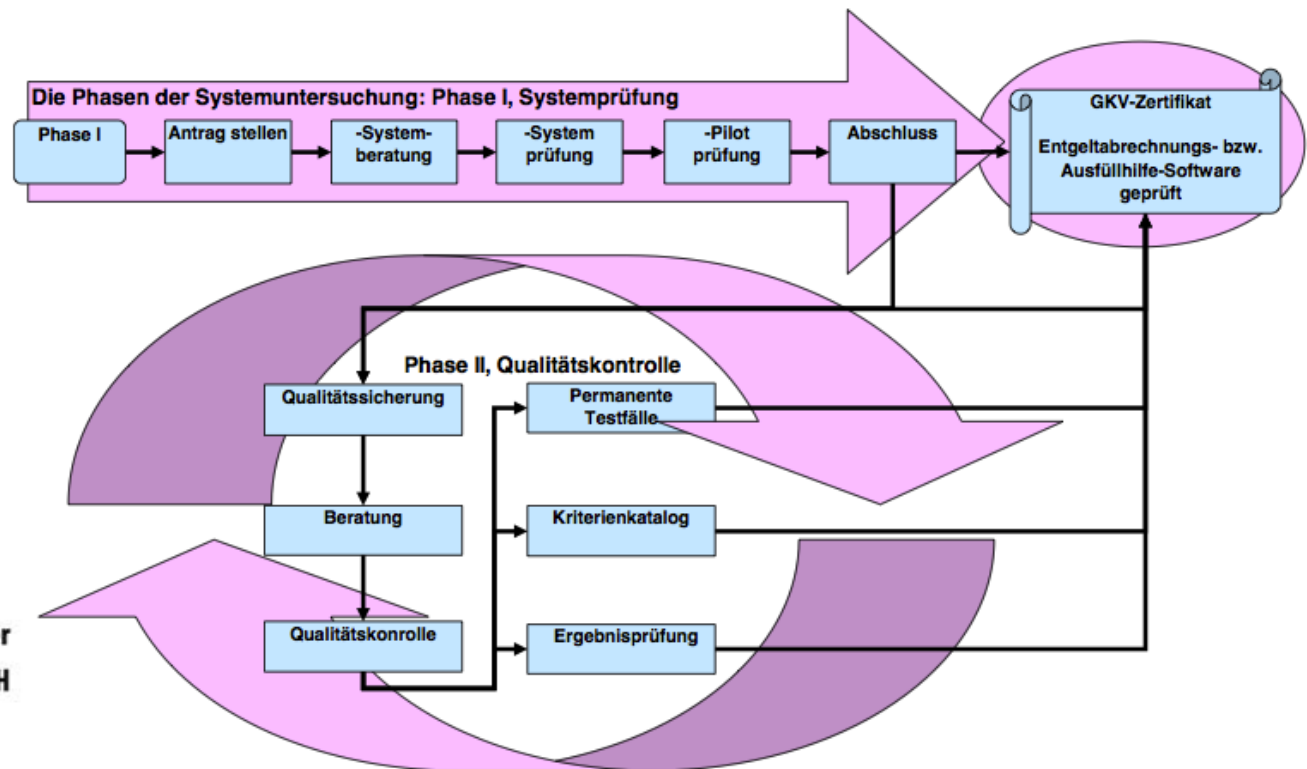 Die Phasen der Systemuntersuchung: Phase I, Systemprüfung
Phase I
Antrag stellen
-System-
beratung
-System
prüfung
-Pilot
prüfung
Abschluss
GKV-Zertifikat
Entgeltabrechnungs- bzw.
Ausfüllhilfe-Software
geprüft
Phase II, Qualitätskontrolle
Qualitätssicherung
Permanente
Testfälle
Beratung
Kriterienkatalog
Qualitätskonrolle
Ergebnisprüfung